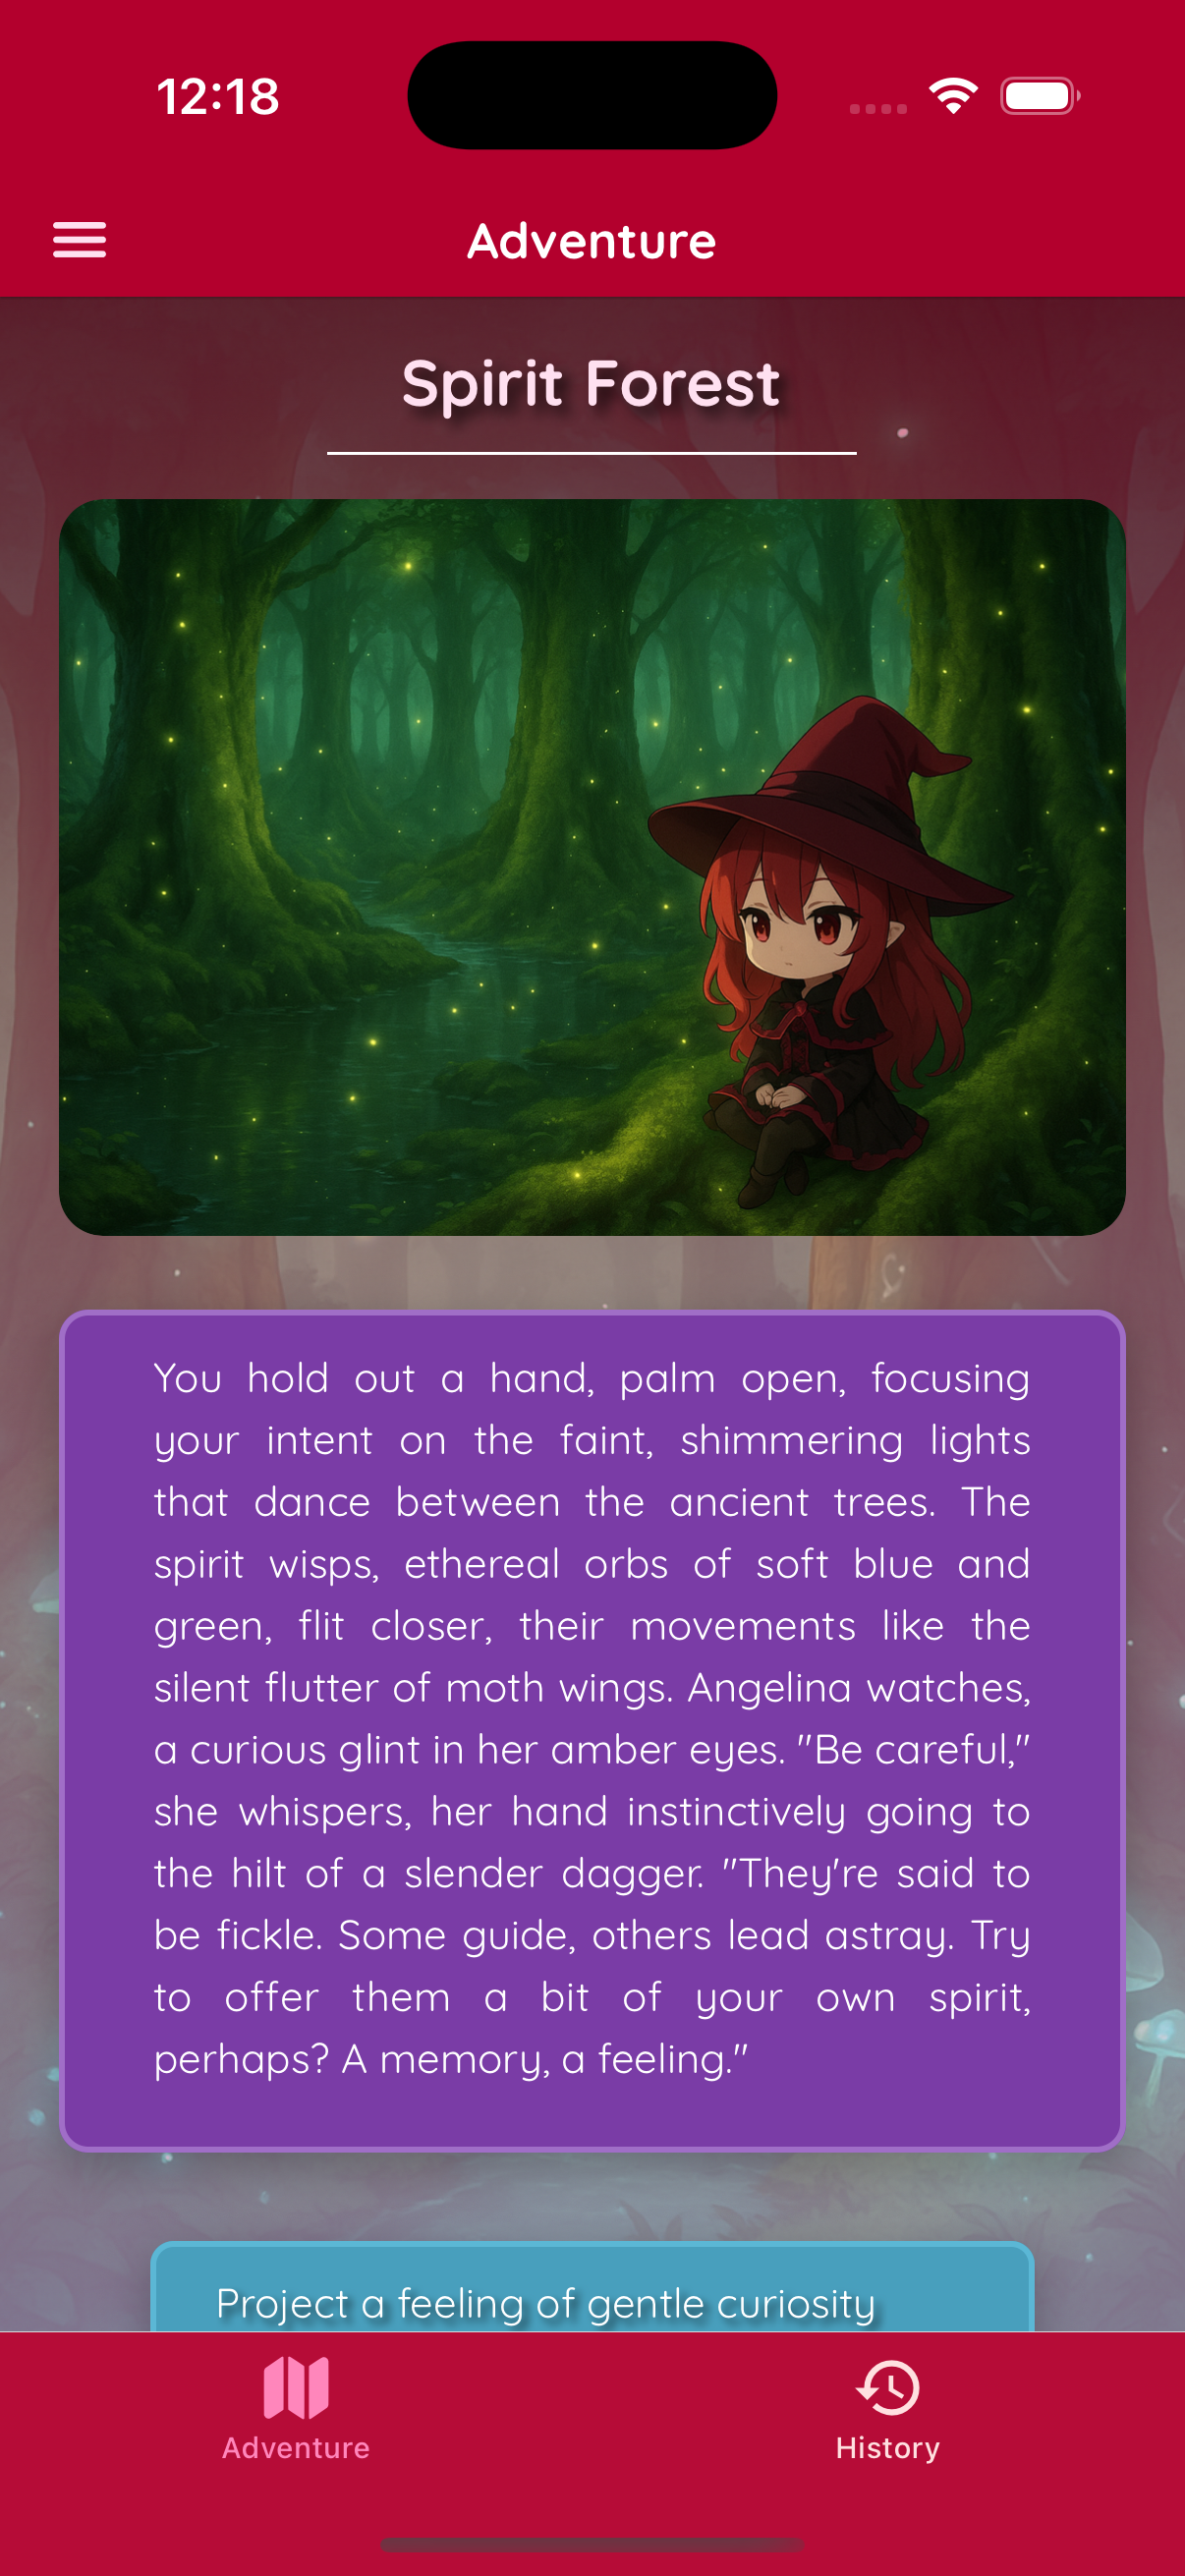 12:18
Adventure
Spirit Forest
You hold out a hand, palm open, focusing
your intent on the faint, shimmering lights
that dance between the ancient trees. The
spirit wisps, ethereal orbs of soft blue and
green, flit closer, their movements like the
silent flutter of moth wings. Angelina watches,
a curious glint in her amber eyes. "Be careful,"
she whispers, her hand instinctively going to
the hilt of a slender dagger. "They're said to
be fickle. Some guide, others lead astray. Try
to offer them a bit of your own spirit,
perhaps? A memory, a feeling."
Project a feeling of gentle curiosity
Adventure
History